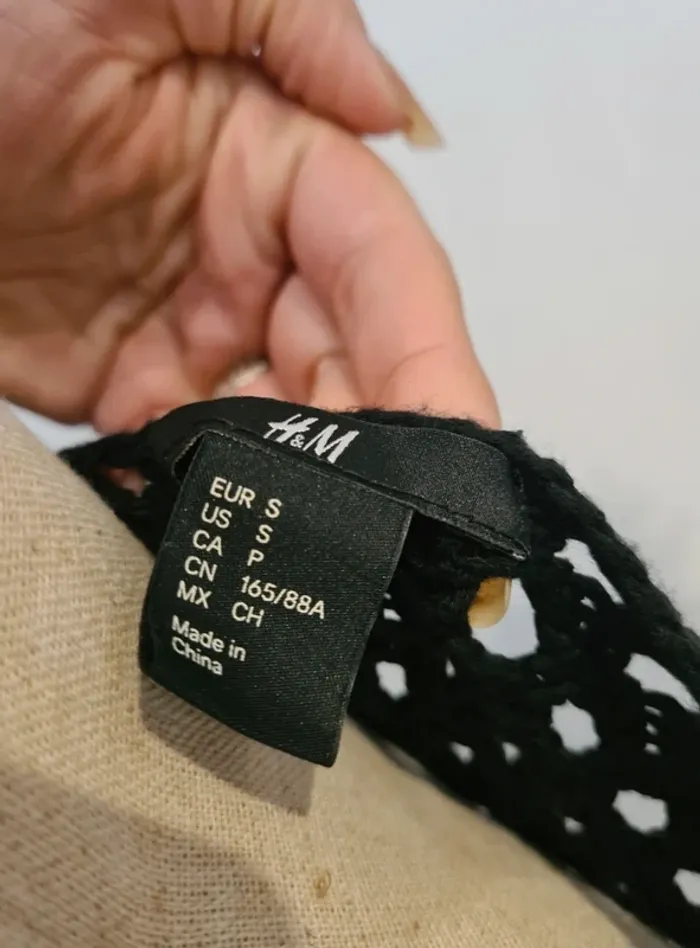 H&M
EUR S
US S
CA P
CN 165/88A
MX CH
Made in
China